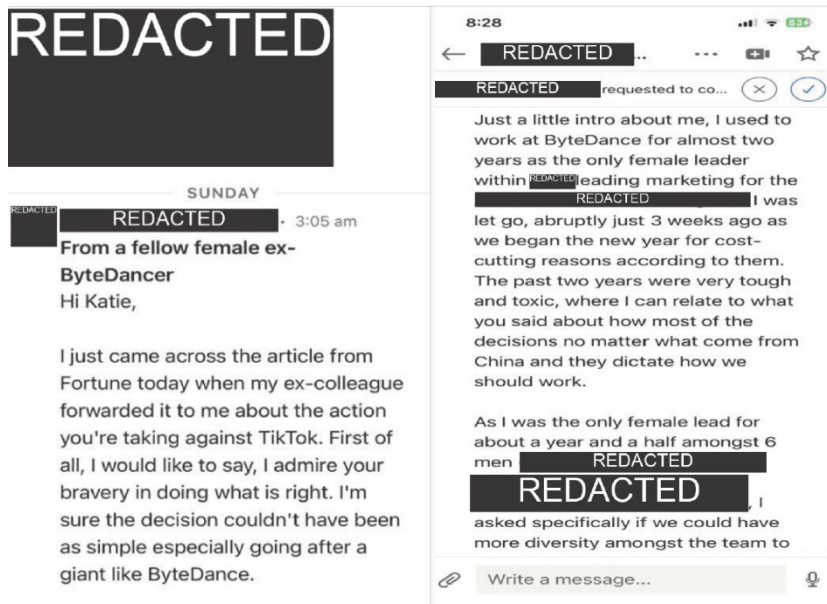 REDACTED
SUNDAY
REDACTED
REDACTED · 3:05 am
From a fellow female ex-
ByteDancer
Hi Katie,
I just came across the article from
Fortune today when my ex-colleague
forwarded it to me about the action
you're taking against TikTok. First of
all, I would like to say, I admire your
bravery in doing what is right. I'm
sure the decision couldn't have been
as simple especially going after a
giant like ByteDance.
8:28
83
REDACTED ...
REDACTED requested to co...
Just a little intro about me, I used to
work at ByteDance for almost two
years as the only female leader
within REDACTED leading marketing for the
REDACTED I was
let go, abruptly just 3 weeks ago as
we began the new year for cost-
cutting reasons according to them.
The past two years were very tough
and toxic, where I can relate to what
you said about how most of the
decisions no matter what come from
China and they dictate how we
should work.
As I was the only female lead for
about a year and a half amongst 6
men REDACTED
REDACTED , I
asked specifically if we could have
more diversity amongst the team to
Write a message...